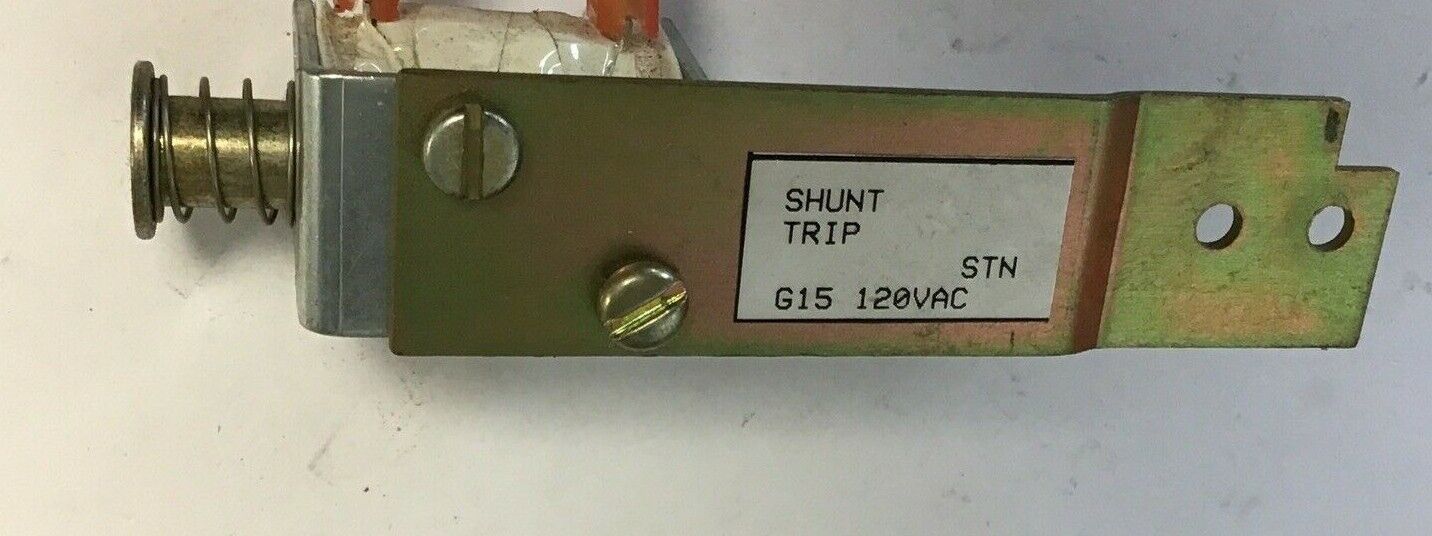 SHUNT
TRIP
STN
G15 120VAC